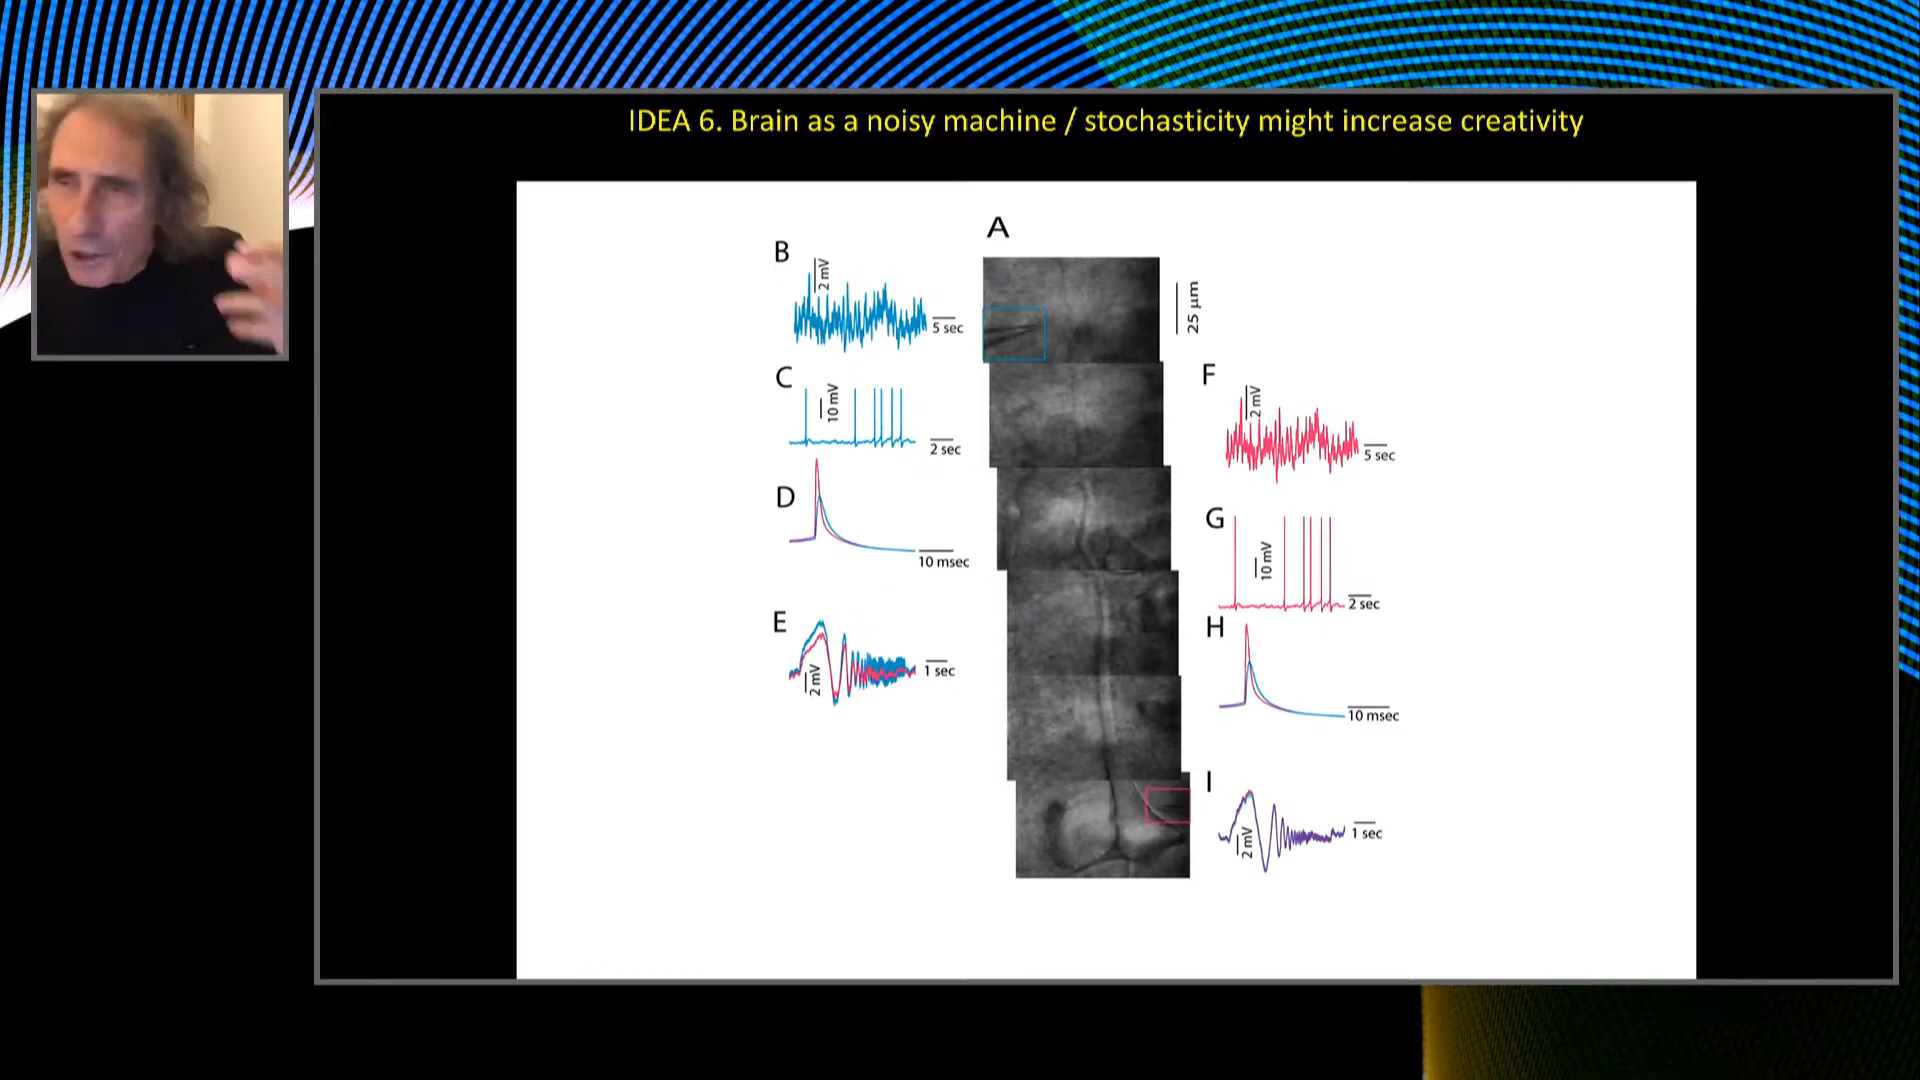 IDEA 6. Brain as a noisy machine / stochasticity might increase creativity
A
B
2 mV
5 sec
25 µm
C
10 mV
2 sec
F
2 mV
5 sec
D
10 msec
G
10 mV
2 sec
E
2 mV
1 sec
H
10 msec
I
2 mV
1 sec